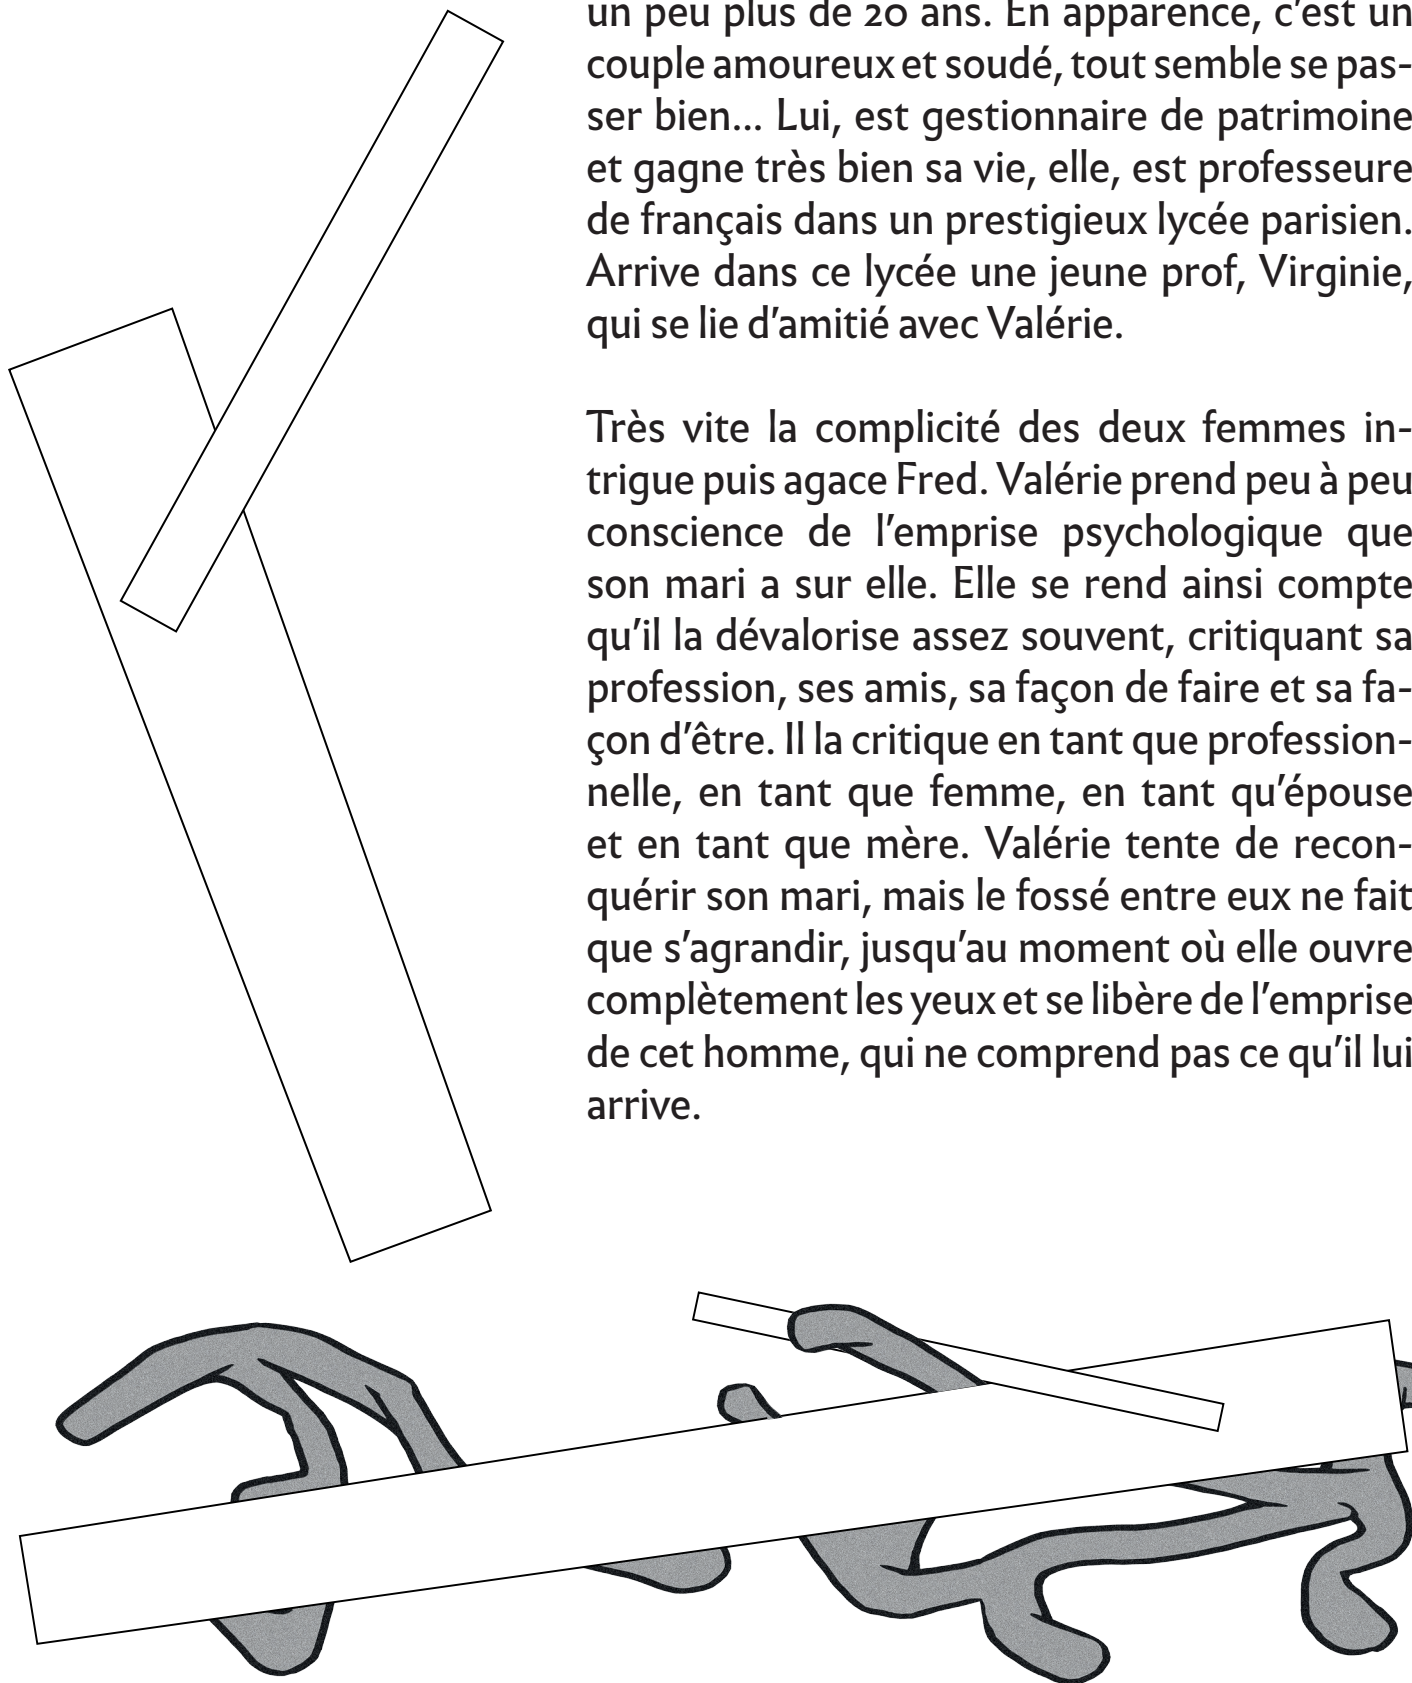 un peu plus de 20 ans. En apparence, c’est un
couple amoureux et soudé, tout semble se pas-
ser bien... Lui, est gestionnaire de patrimoine
et gagne très bien sa vie, elle, est professeure
de français dans un prestigieux lycée parisien.
Arrive dans ce lycée une jeune prof, Virginie,
qui se lie d’amitié avec Valérie.
Très vite la complicité des deux femmes in-
trigue puis agace Fred. Valérie prend peu à peu
conscience de l’emprise psychologique que
son mari a sur elle. Elle se rend ainsi compte
qu’il la dévalorise assez souvent, critiquant sa
profession, ses amis, sa façon de faire et sa fa-
çon d’être. Il la critique en tant que profession-
nelle, en tant que femme, en tant qu’épouse
et en tant que mère. Valérie tente de recon-
quérir son mari, mais le fossé entre eux ne fait
que s’agrandir, jusqu’au moment où elle ouvre
complètement les yeux et se libère de l’emprise
de cet homme, qui ne comprend pas ce qu’il lui
arrive.